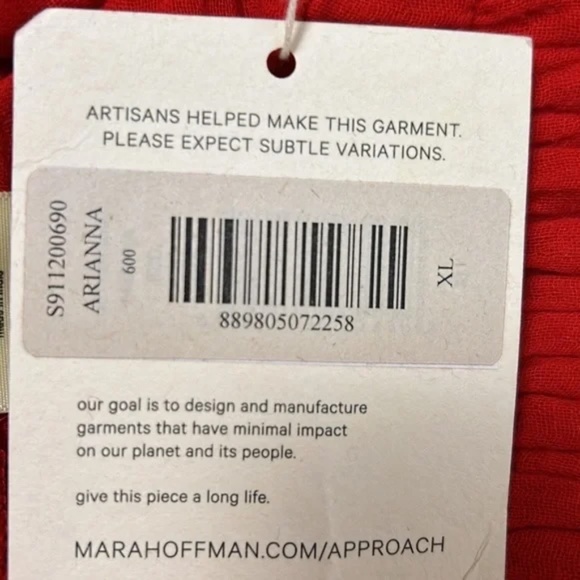 ARTISANS HELPED MAKE THIS GARMENT.
PLEASE EXPECT SUBTLE VARIATIONS.
S911200690
ARIANNA
600
889805072258
XL
our goal is to design and manufacture
garments that have minimal impact
on our planet and its people.
give this piece a long life.
MARAHOFFMAN.COM/APPROACH